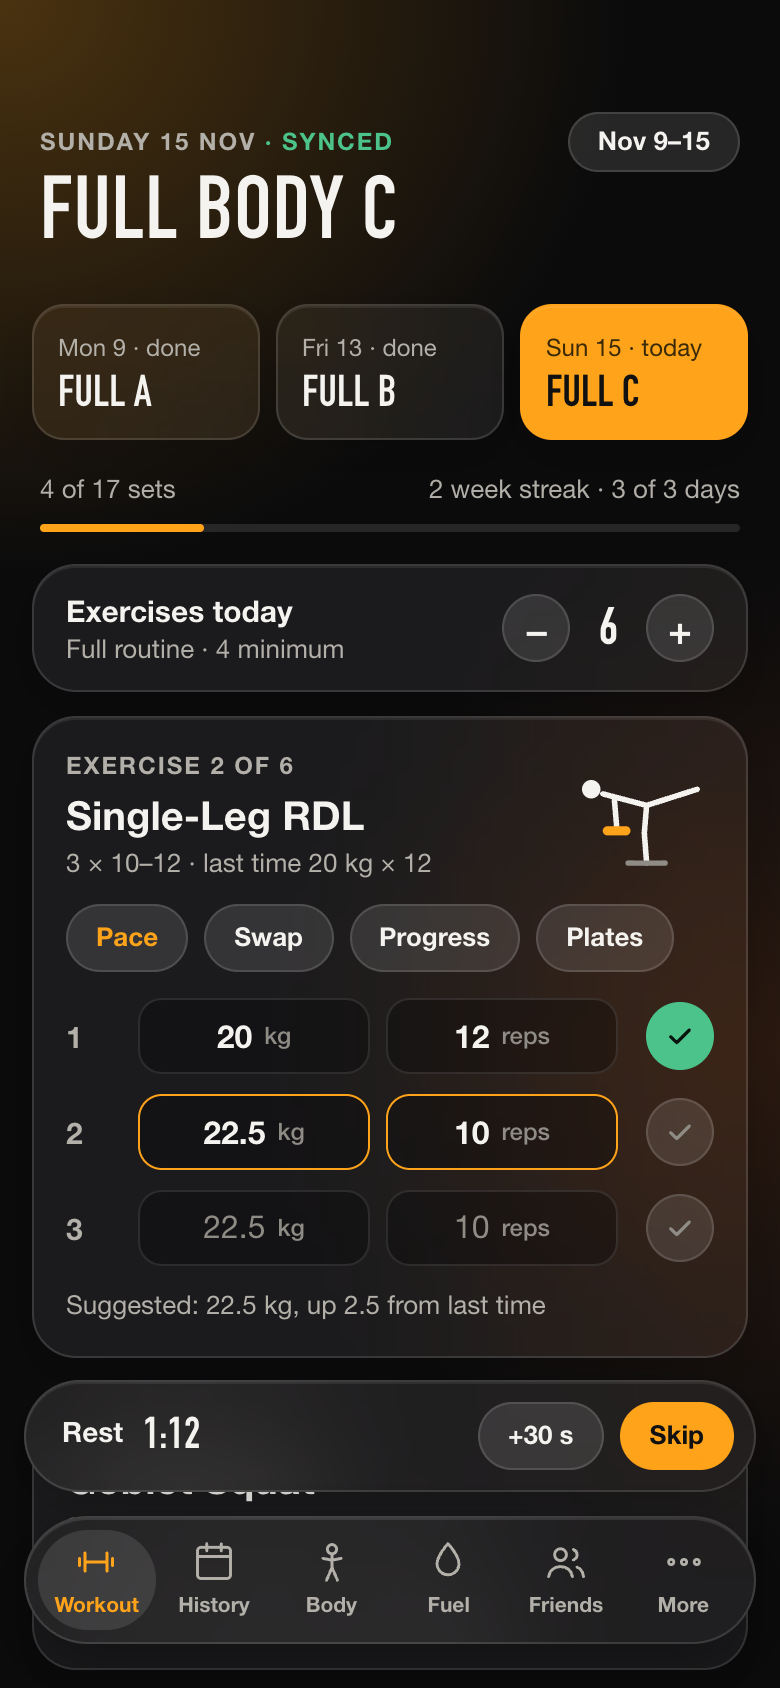 SUNDAY 15 NOV · SYNCED
Nov 9–15
FULL BODY C
Mon 9 · done
FULL A
Fri 13 · done
FULL B
Sun 15 · today
FULL C
4 of 17 sets
2 week streak · 3 of 3 days
Exercises today
Full routine · 4 minimum
− 6 +
EXERCISE 2 OF 6
Single-Leg RDL
3 × 10–12 · last time 20 kg × 12
Pace Swap Progress Plates
1 20 kg 12 reps
2 22.5 kg 10 reps
3 22.5 kg 10 reps
Suggested: 22.5 kg, up 2.5 from last time
Rest 1:12 +30 s Skip
Workout History Body Fuel Friends More